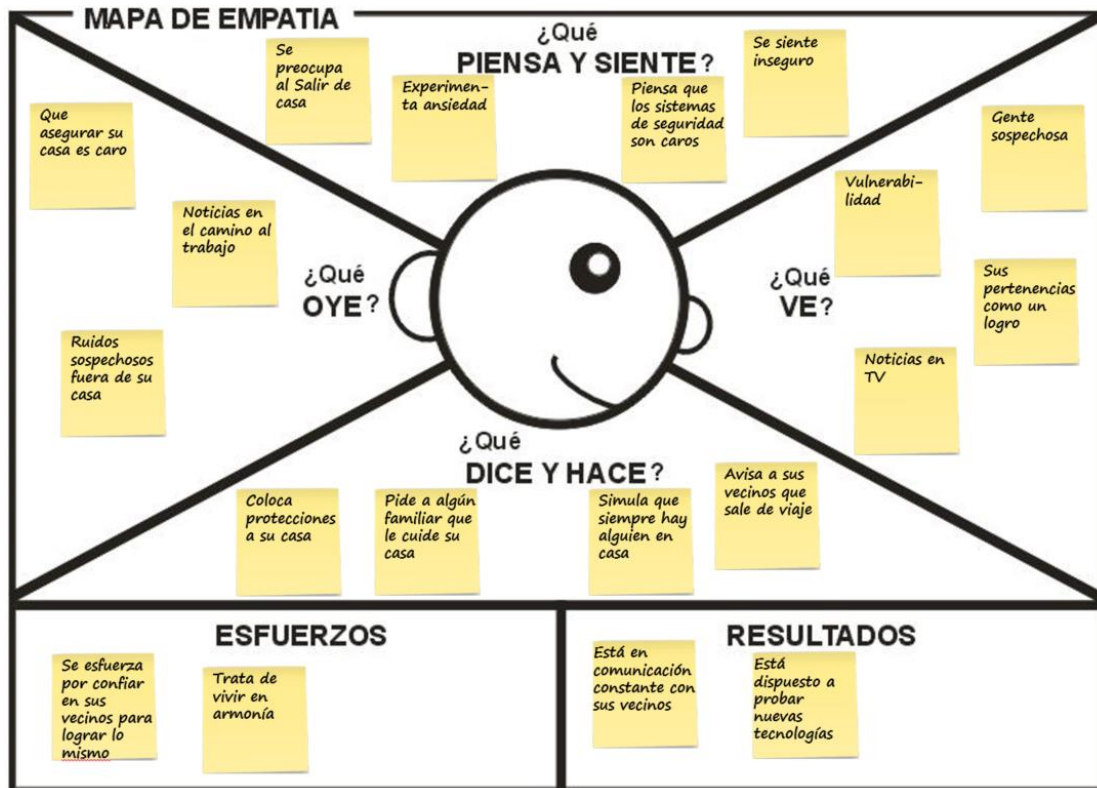 MAPA DE EMPATIA
¿Qué
PIENSA Y SIENTE?
Se
preocupa
al Salir de
casa
Experimen-
ta ansiedad
Piensa que
los sistemas
de seguridad
son caros
Se siente
inseguro
Que
asegurar su
casa es caro
Noticias en
el camino al
trabajo
¿Qué
OYE?
Ruidos
sospechosos
fuera de su
casa
Gente
sospechosa
Vulnerabi-
lidad
¿Qué
VE?
Sus
pertenencias
como un
logro
Noticias en
TV
¿Qué
DICE Y HACE?
Coloca
protecciones
a su casa
Pide a algún
familiar que
le cuide su
casa
Simula que
siempre hay
alguien en
casa
Avisa a sus
vecinos que
sale de viaje
ESFUERZOS
Se esfuerza
por confiar
en sus
vecinos para
lograr lo
mismo
Trata de
vivir en
armonía
RESULTADOS
Está en
comunicación
constante con
sus vecinos
Está
dispuesto a
probar
nuevas
tecnologías